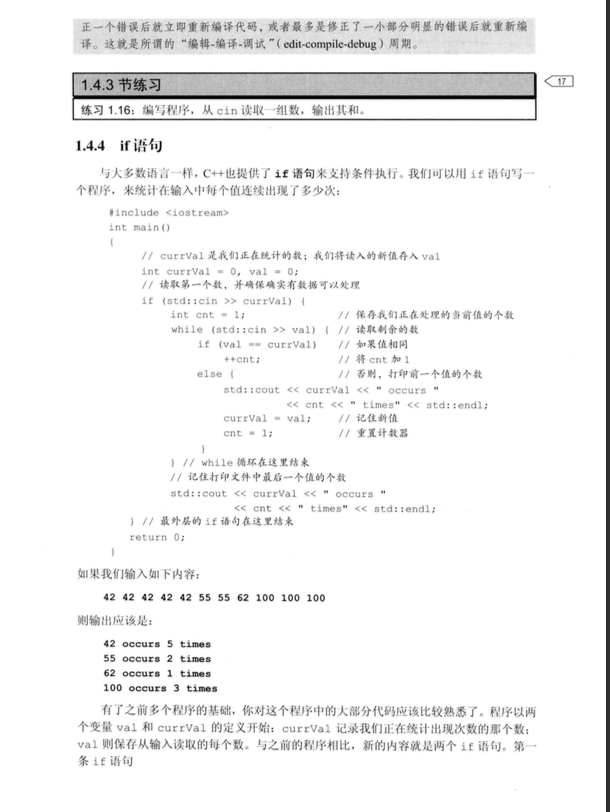 正一个错误后就立即重新编译代码，或者最多是修正了一小部分明显的错误后就重新编
译。这就是所谓的“编辑-编译-调试”（edit-compile-debug）周期。
1.4.3 节练习
17
练习 1.16：编写程序，从 cin 读取一组数，输出其和。
1.4.4 if 语句
与大多数语言一样，C++也提供了 if 语句来支持条件执行。我们可以用 if 语句写一
个程序，来统计在输入中每个值连续出现了多少次：
#include <iostream>
int main()
{
// currVal 是我们正在统计的数；我们将读入的新值存入 val
int currVal = 0, val = 0;
// 读取第一个数，并确保确实有数据可以处理
if (std::cin >> currVal) {
int cnt = 1; // 保存我们正在处理的当前值的个数
while (std::cin >> val) { // 读取剩余的数
if (val == currVal) // 如果值相同
++cnt; // 将 cnt 加 1
else { // 否则，打印前一个值的个数
std::cout << currVal << " occurs "
<< cnt << " times" << std::endl;
currVal = val; // 记住新值
cnt = 1; // 重置计数器
}
} // while 循环在这里结束
// 记住打印文件中最后一个值的个数
std::cout << currVal << " occurs "
<< cnt << " times" << std::endl;
} // 最外层的 if 语句在这里结束
return 0;
}
如果我们输入如下内容：
42 42 42 42 42 55 55 62 100 100 100
则输出应该是：
42 occurs 5 times
55 occurs 2 times
62 occurs 1 times
100 occurs 3 times
有了之前多个程序的基础，你对这个程序中的大部分代码应该比较熟悉了。程序以两
个变量 val 和 currVal 的定义开始：currVal 记录我们正在统计出现次数的那个数；
val 则保存从输入读取的每个数。与之前的程序相比，新的内容就是两个 if 语句。第一
条 if 语句